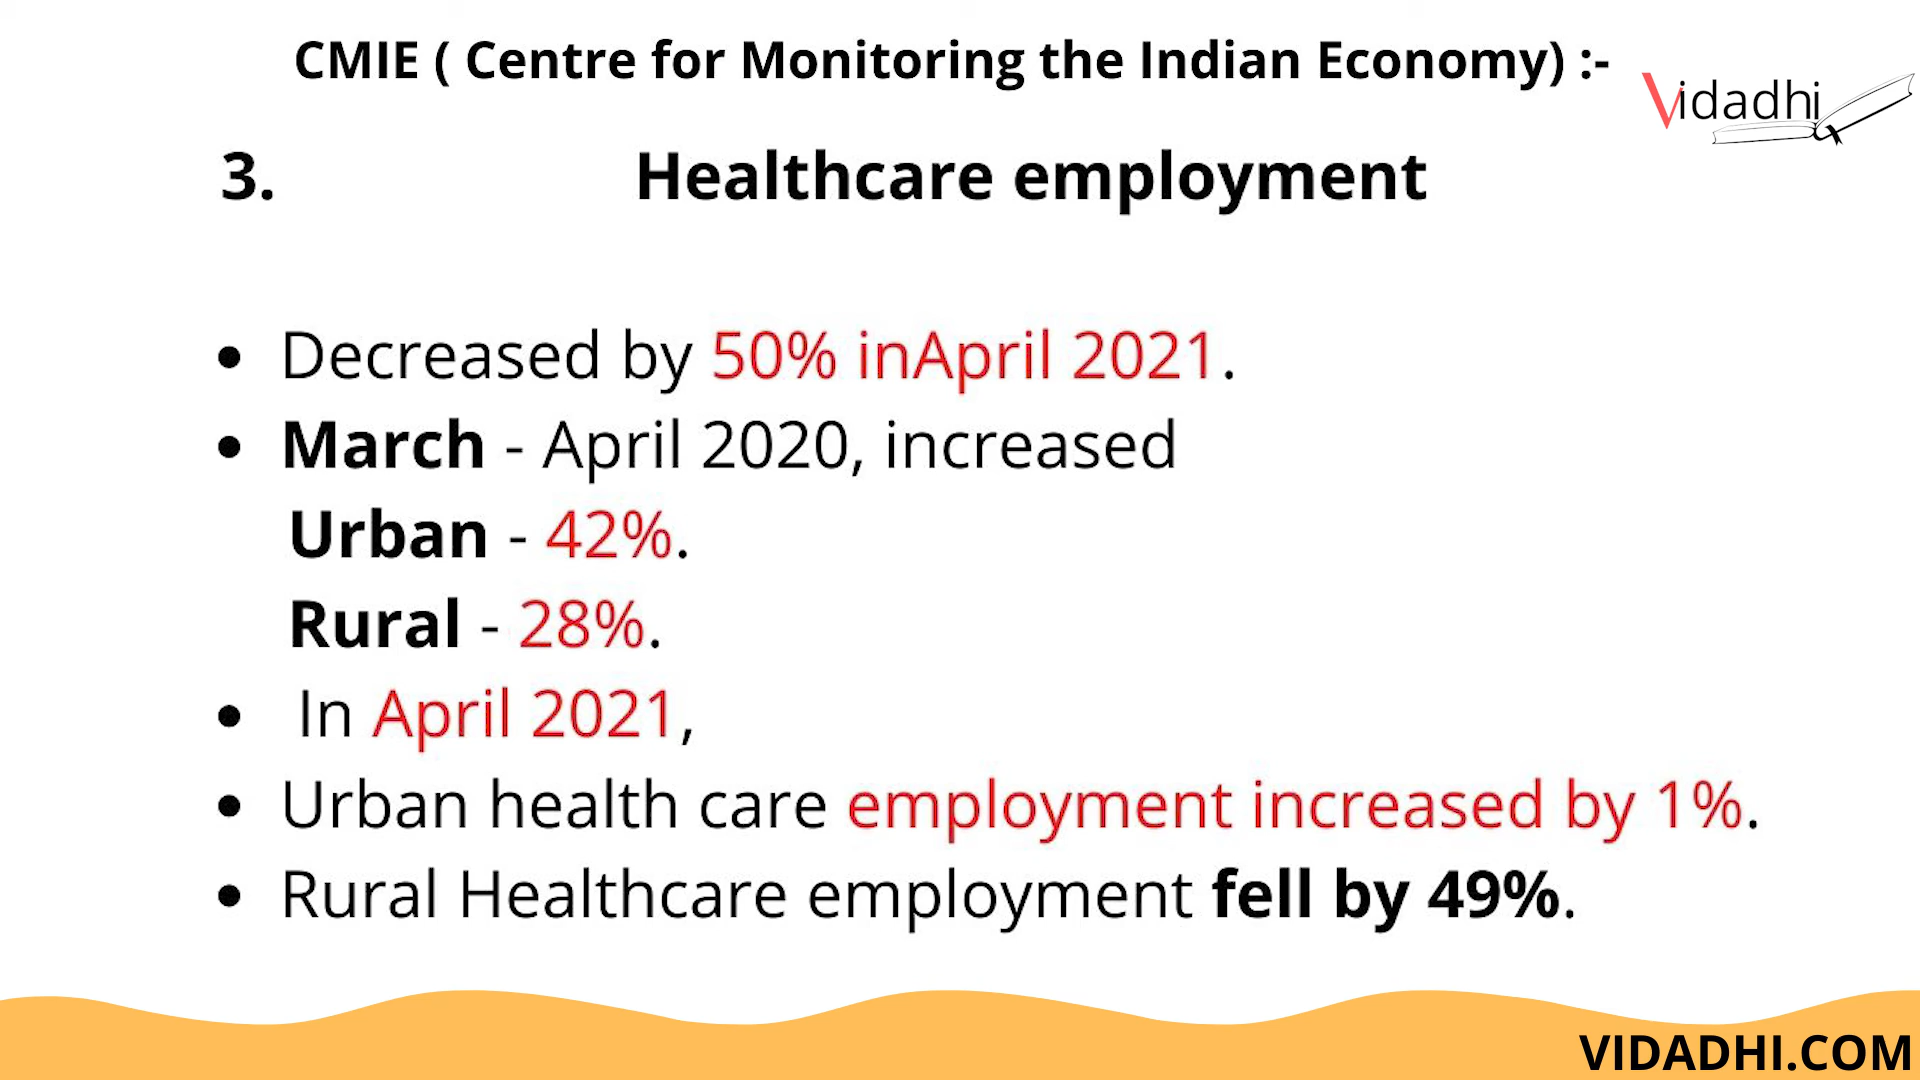 CMIE ( Centre for Monitoring the Indian Economy) :-
Vidadhi
3. Healthcare employment
• Decreased by 50% inApril 2021.
• March - April 2020, increased
Urban - 42%.
Rural - 28%.
• In April 2021,
• Urban health care employment increased by 1%.
• Rural Healthcare employment fell by 49%.
VIDADHI.COM